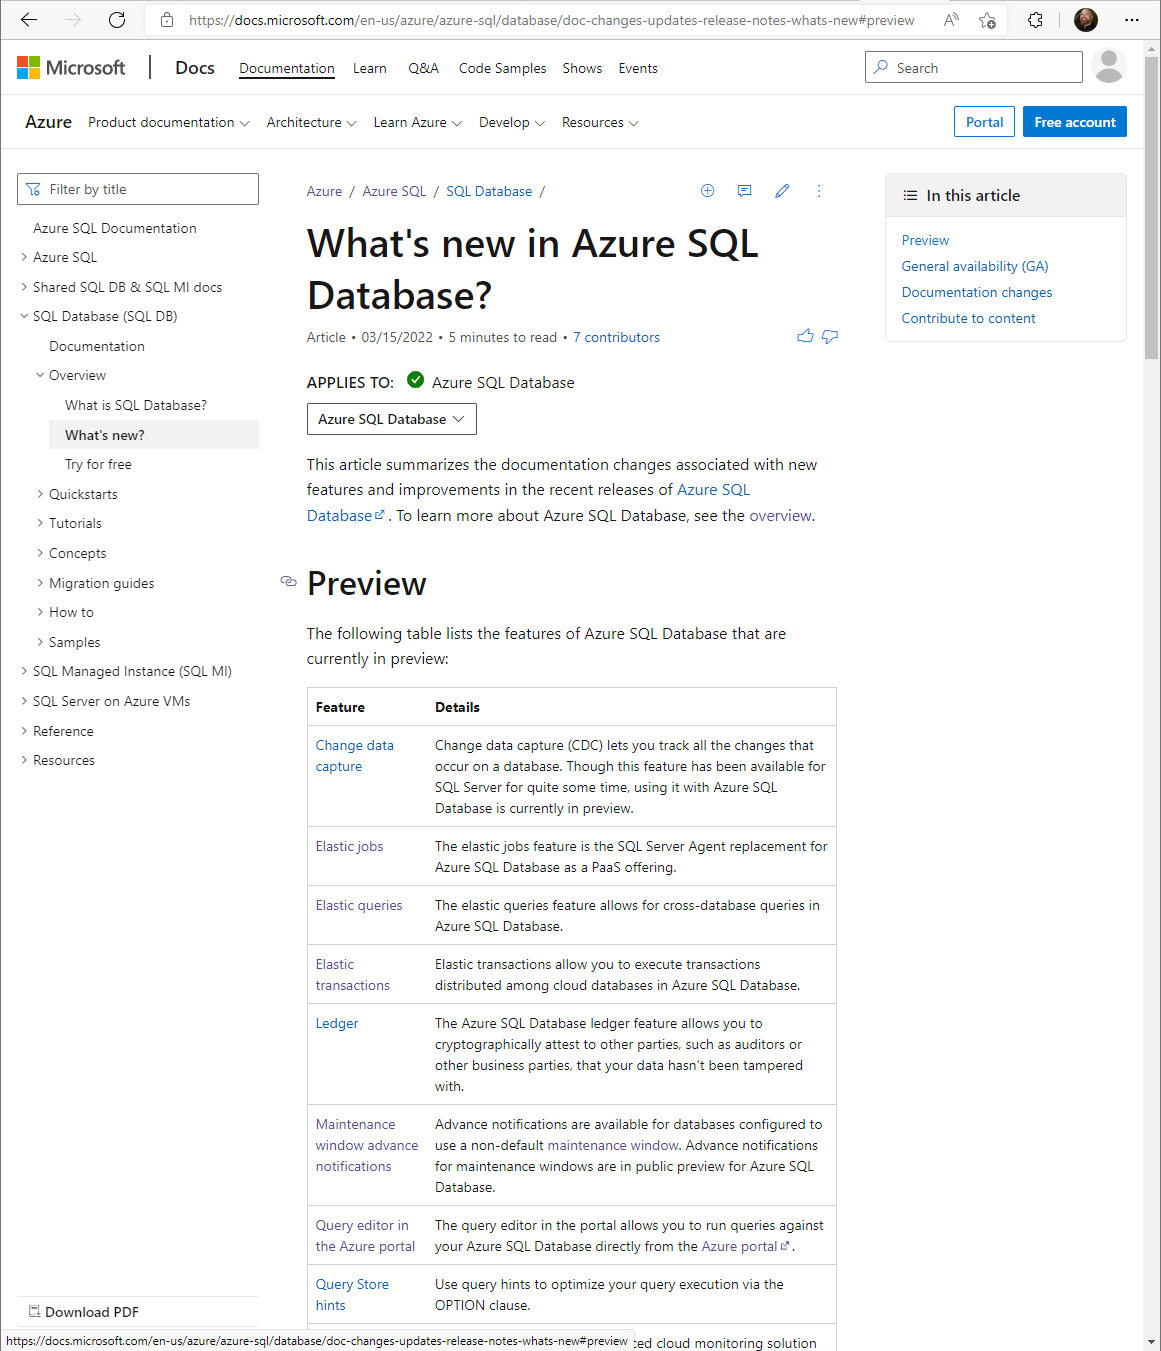 https://docs.microsoft.com/en-us/azure/azure-sql/database/doc-changes-updates-release-notes-whats-new#preview
Microsoft
Docs
Documentation
Learn
Q&A
Code Samples
Shows
Events
Search
Azure
Product documentation
Architecture
Learn Azure
Develop
Resources
Portal
Free account
Filter by title
Azure SQL Documentation
Azure SQL
Shared SQL DB & SQL MI docs
SQL Database (SQL DB)
Documentation
Overview
What is SQL Database?
What's new?
Try for free
Quickstarts
Tutorials
Concepts
Migration guides
How to
Samples
SQL Managed Instance (SQL MI)
SQL Server on Azure VMs
Reference
Resources
Download PDF
Azure / Azure SQL / SQL Database /
What's new in Azure SQL
Database?
Article • 03/15/2022 • 5 minutes to read • 7 contributors
APPLIES TO: Azure SQL Database
Azure SQL Database
This article summarizes the documentation changes associated with new
features and improvements in the recent releases of Azure SQL
Database . To learn more about Azure SQL Database, see the overview.
Preview
The following table lists the features of Azure SQL Database that are
currently in preview:
Feature
Details
Change data
capture
Change data capture (CDC) lets you track all the changes that
occur on a database. Though this feature has been available for
SQL Server for quite some time, using it with Azure SQL
Database is currently in preview.
Elastic jobs
The elastic jobs feature is the SQL Server Agent replacement for
Azure SQL Database as a PaaS offering.
Elastic queries
The elastic queries feature allows for cross-database queries in
Azure SQL Database.
Elastic
transactions
Elastic transactions allow you to execute transactions
distributed among cloud databases in Azure SQL Database.
Ledger
The Azure SQL Database ledger feature allows you to
cryptographically attest to other parties, such as auditors or
other business parties, that your data hasn't been tampered
with.
Maintenance
window advance
notifications
Advance notifications are available for databases configured to
use a non-default maintenance window. Advance notifications
for maintenance windows are in public preview for Azure SQL
Database.
Query editor in
the Azure portal
The query editor in the portal allows you to run queries against
your Azure SQL Database directly from the Azure portal .
Query Store
hints
Use query hints to optimize your query execution via the
OPTION clause.
ced cloud monitoring solution
In this article
Preview
General availability (GA)
Documentation changes
Contribute to content
https://docs.microsoft.com/en-us/azure/azure-sql/database/doc-changes-updates-release-notes-whats-new#preview